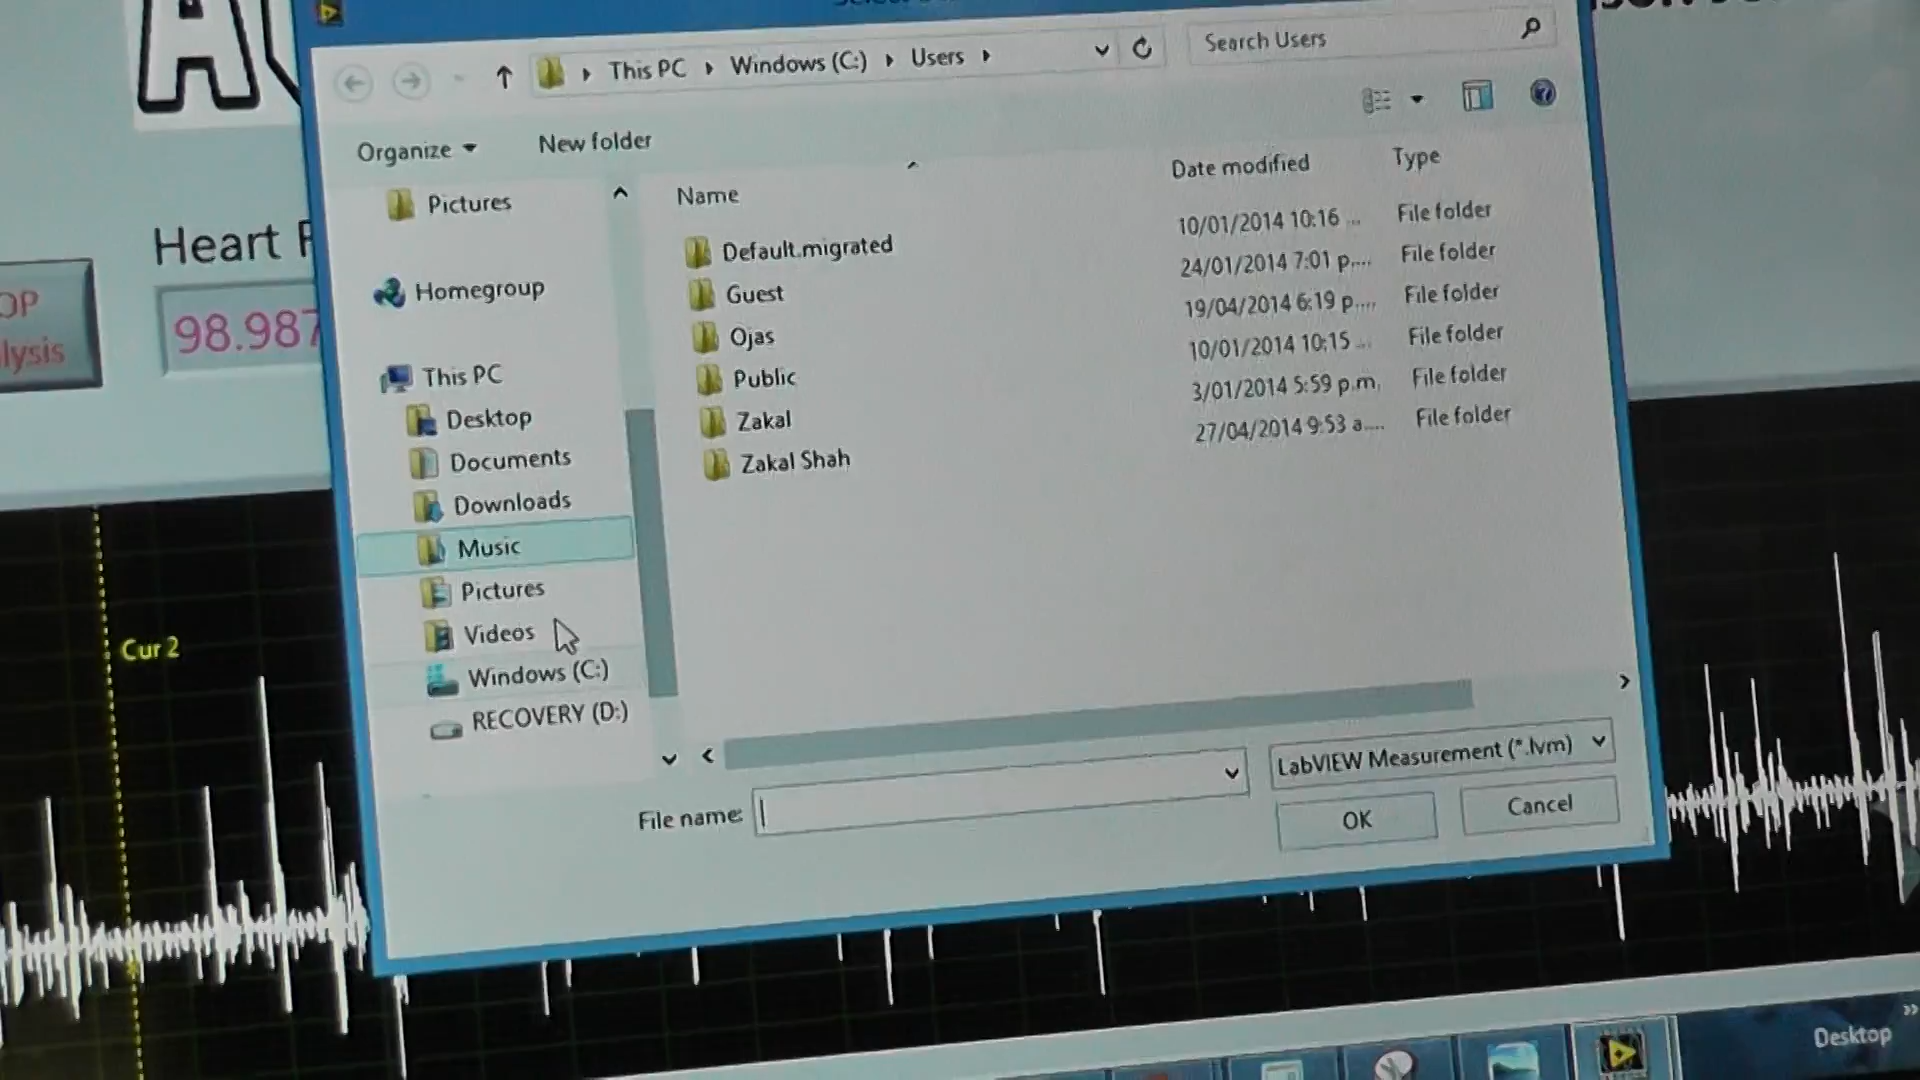 This PC Windows (C:) Users
Search Users
Organize New folder
Name Date modified Type
Pictures
Homegroup
This PC
Desktop
Documents
Downloads
Music
Pictures
Videos
Windows (C:)
RECOVERY (D:)
Default.migrated 10/01/2014 10:16 ... File folder
Guest 24/01/2014 7:01 p.... File folder
Ojas 19/04/2014 6:19 p.... File folder
Public 10/01/2014 10:15 ... File folder
Zakal 3/01/2014 5:59 p.m. File folder
Zakal Shah 27/04/2014 9:53 a.... File folder
File name:
LabVIEW Measurement (*.lvm)
OK Cancel
Heart
98.987
Cur 2
Desktop